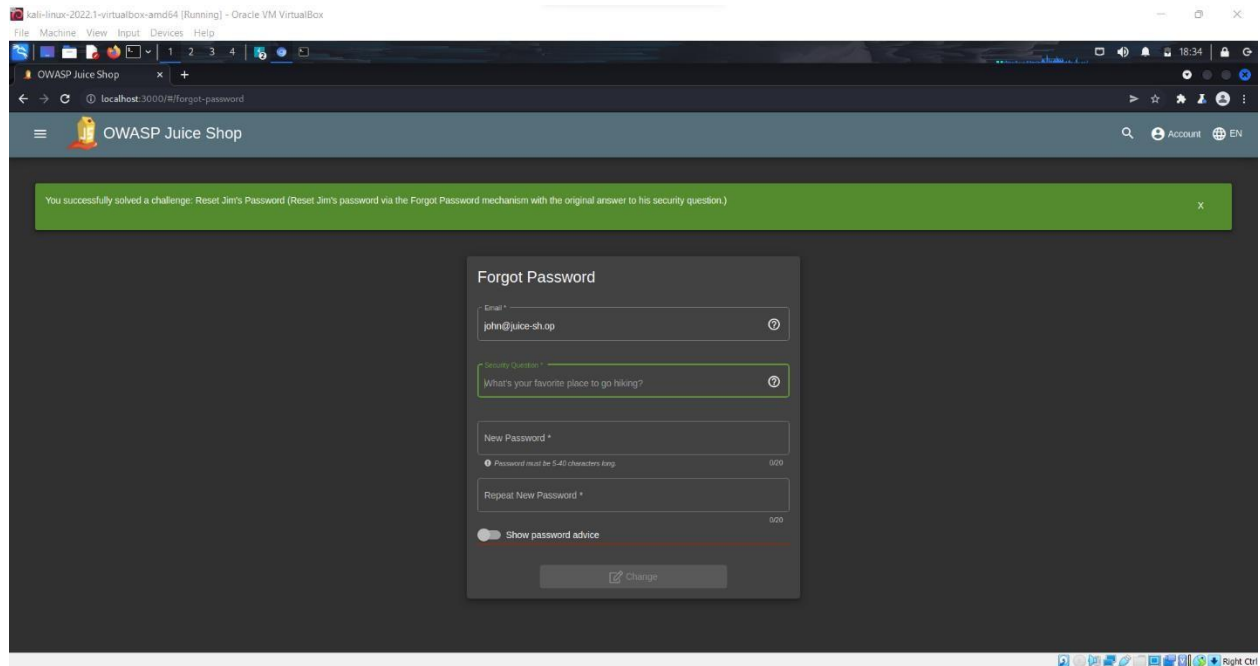 kali-linux-2022.1-virtualbox-amd64 [Running] - Oracle VM VirtualBox
File Machine View Input Devices Help
1 2 3 4 18:34
OWASP Juice Shop
localhost:3000/#/forgot-password
OWASP Juice Shop Account EN
You successfully solved a challenge: Reset Jim's Password (Reset Jim's password via the Forgot Password mechanism with the original answer to his security question.)
X
Forgot Password
Email *
john@juice-sh.op
Security Question *
What's your favorite place to go hiking?
New Password *
Password must be 5-40 characters long. 0/20
Repeat New Password *
0/20
Show password advice
Change
Right Ctrl